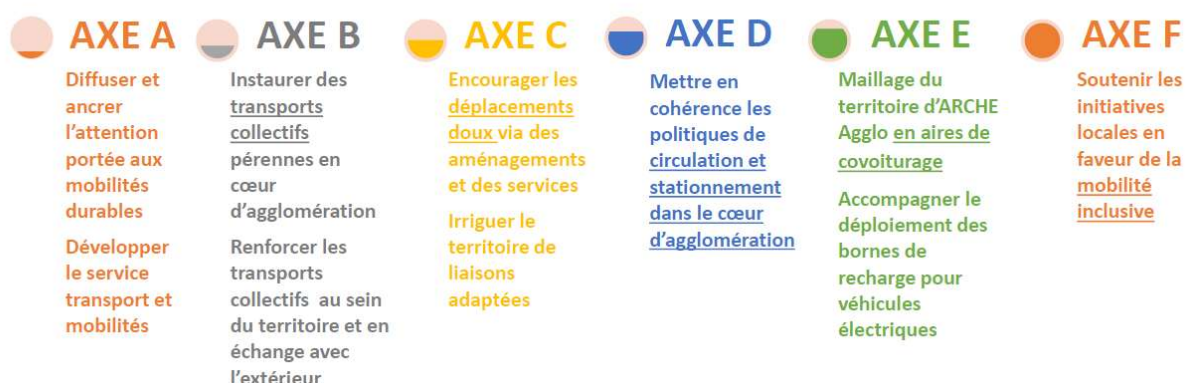 AXE A
Diffuser et
ancrer
l'attention
portée aux
mobilités
durables
Développer
le service
transport et
mobilités
AXE B
Instaurer des
transports
collectifs
pérennes en
cœur
d'agglomération
Renforcer les
transports
collectifs au sein
du territoire et en
échange avec
l'extérieur
AXE C
Encourager les
déplacements
doux via des
aménagements
et des services
Irriguer le
territoire de
liaisons
adaptées
AXE D
Mettre en
cohérence les
politiques de
circulation et
stationnement
dans le cœur
d'agglomération
AXE E
Maillage du
territoire d'ARCHE
Agglo en aires de
covoiturage
Accompagner le
déploiement des
bornes de
recharge pour
véhicules
électriques
AXE F
Soutenir les
initiatives
locales en
faveur de la
mobilité
inclusive